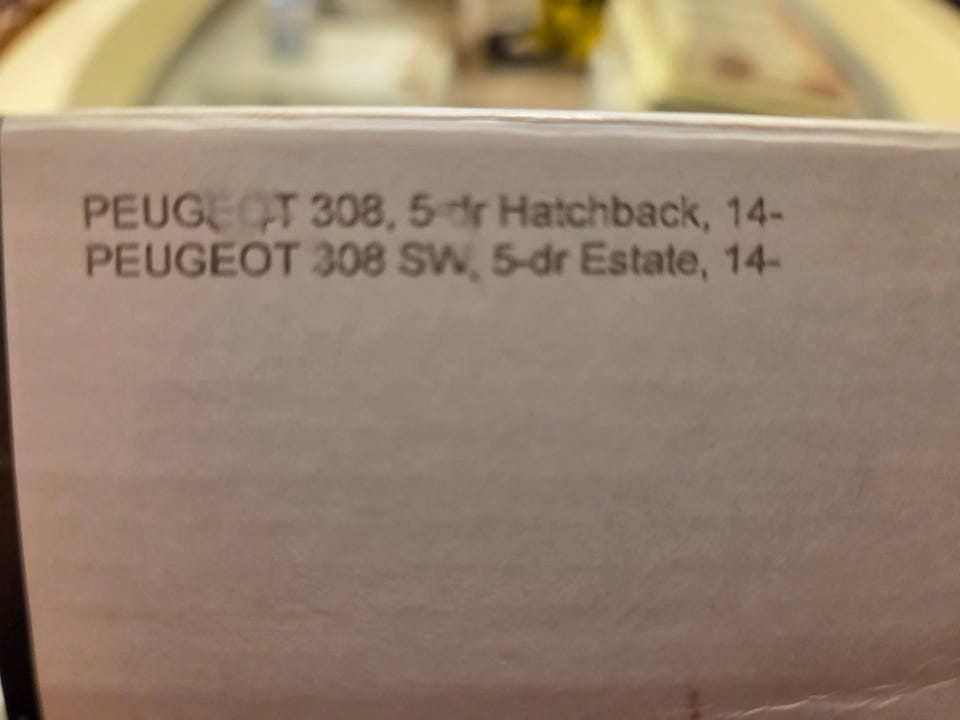 PEUGEOT 308, 5-dr Hatchback, 14-
PEUGEOT 308 SW, 5-dr Estate, 14-